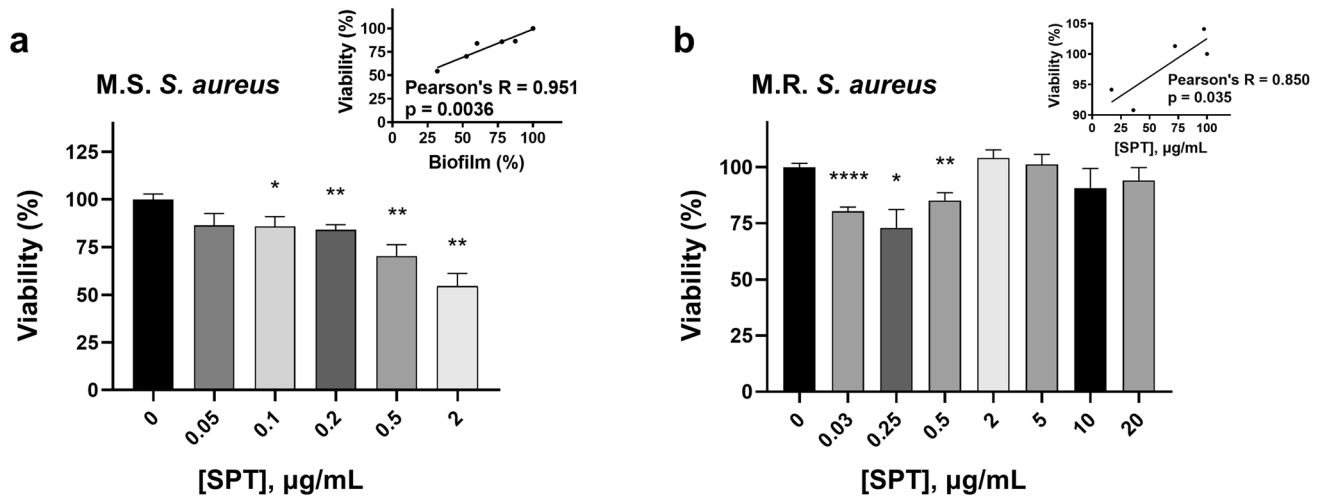 a
M.S. S. aureus
Viability (%)
100
75
50
25
0
0 25 50 75 100
Biofilm (%)
Pearson's R = 0.951
p = 0.0036
Viability (%)
125
100
75
50
25
0
*
**
**
**
0 0.05 0.1 0.2 0.5 2
[SPT], µg/mL
b
M.R. S. aureus
Viability (%)
105
100
95
90
0 25 50 75 100
[SPT], µg/mL
Pearson's R = 0.850
p = 0.035
Viability (%)
100
75
50
25
0
****
*
**
0 0.03 0.25 0.5 2 5 10 20
[SPT], µg/mL